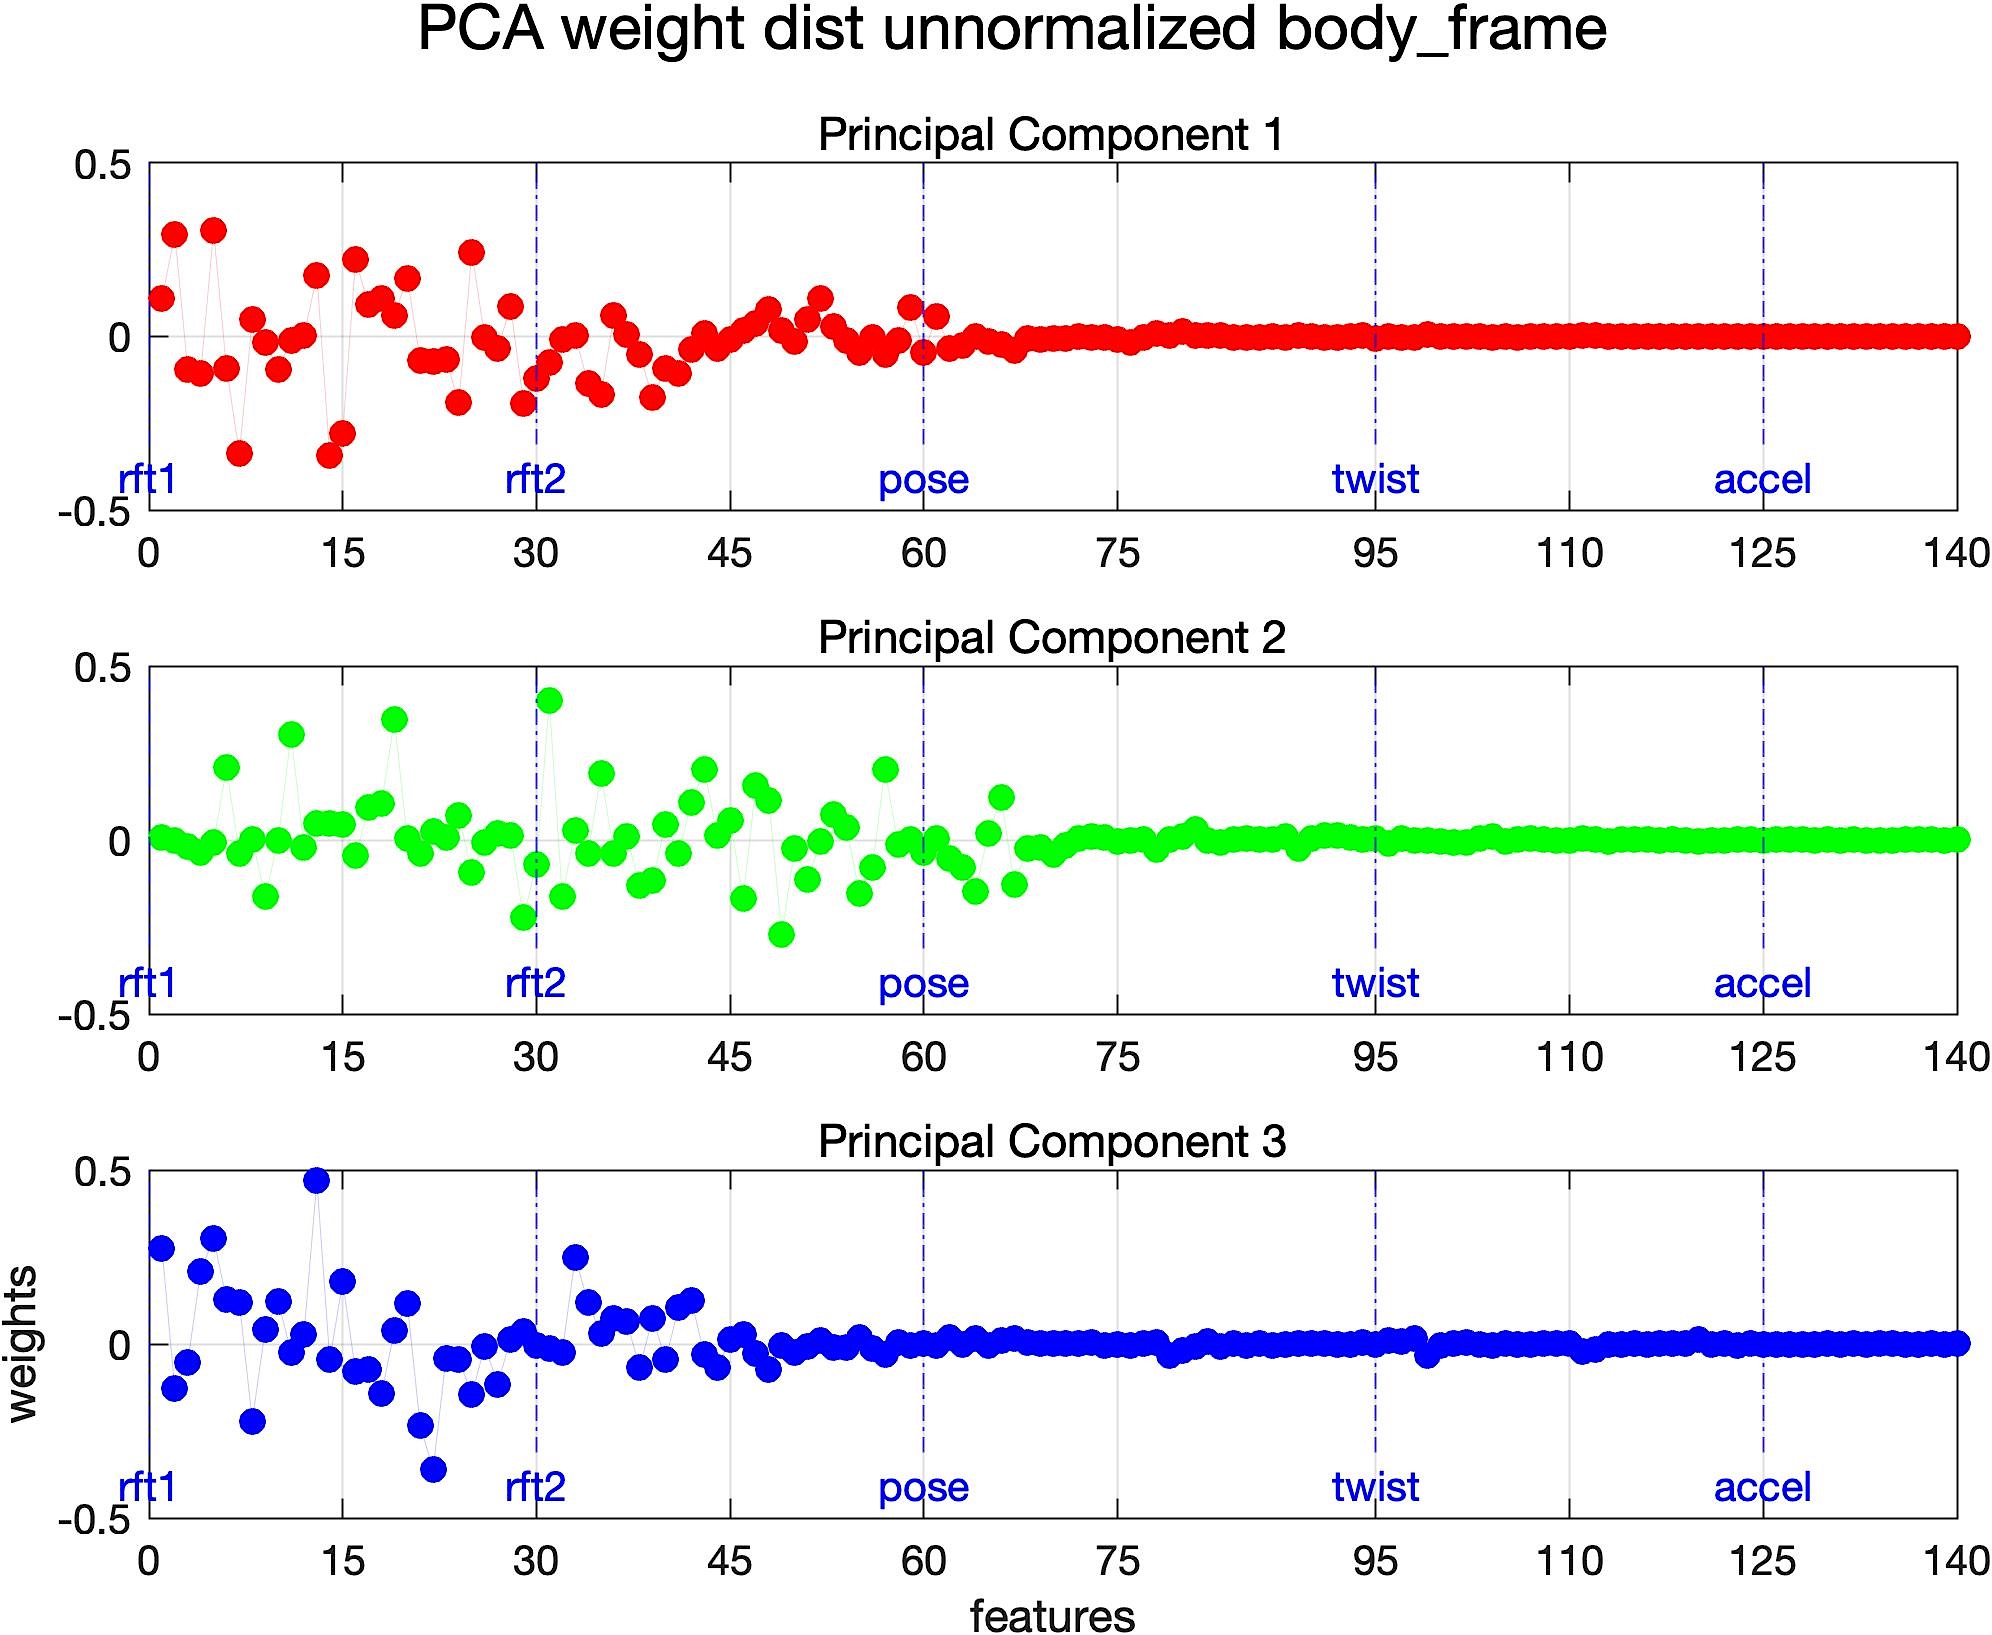 PCA weight dist unnormalized body_frame
Principal Component 1
0.5
0
-0.5
rft1 rft2 pose twist accel
0 15 30 45 60 75 95 110 125 140
Principal Component 2
0.5
0
-0.5
rft1 rft2 pose twist accel
0 15 30 45 60 75 95 110 125 140
Principal Component 3
0.5
0
-0.5
weights
rft1 rft2 pose twist accel
0 15 30 45 60 75 95 110 125 140
features